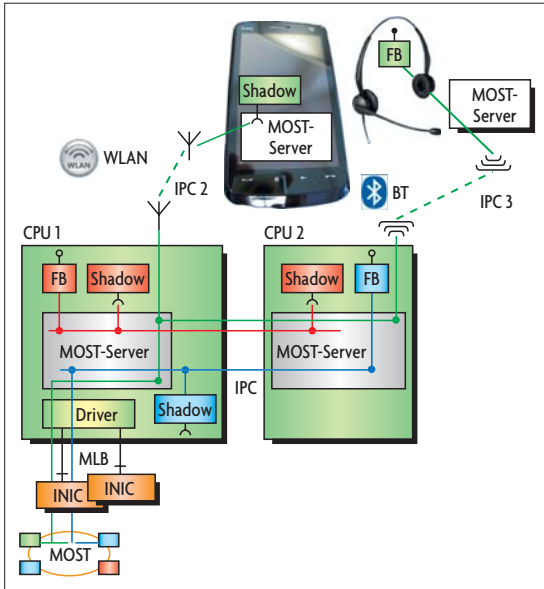 FB
Shadow
MOST-
Server
MOST-
Server
WLAN
WLAN
IPC 2
BT
IPC 3
CPU 1
CPU 2
FB
Shadow
Shadow
FB
MOST-Server
MOST-Server
IPC
Driver
Shadow
MLB
INIC
INIC
MOST